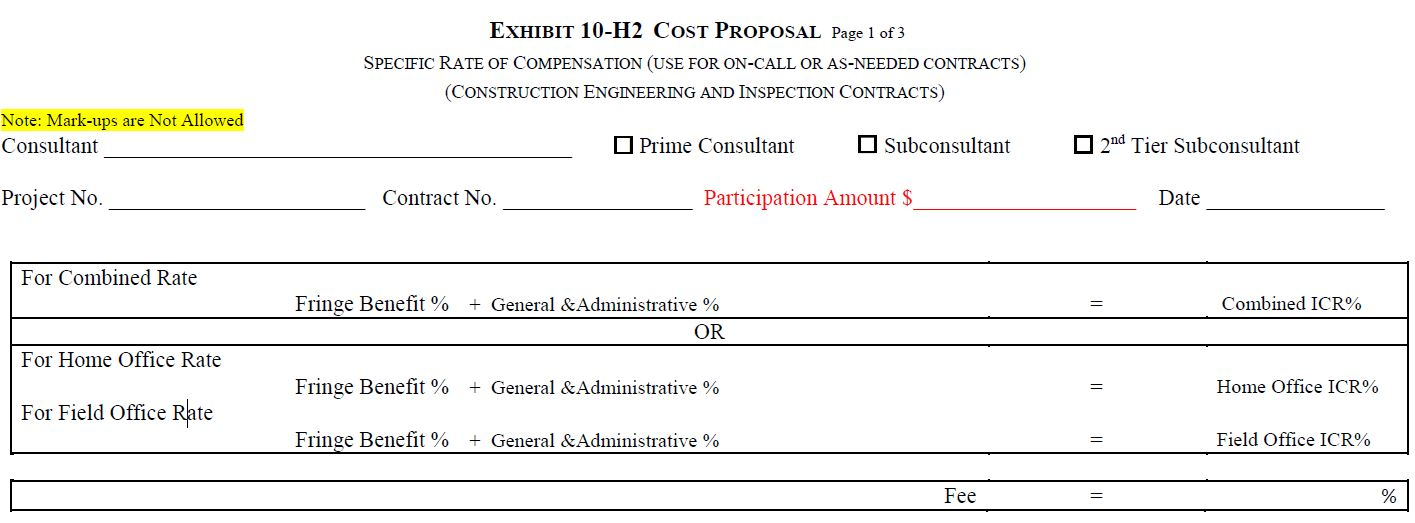 EXHIBIT 10-H2 COST PROPOSAL Page 1 of 3
SPECIFIC RATE OF COMPENSATION (USE FOR ON-CALL OR AS-NEEDED CONTRACTS)
(CONSTRUCTION ENGINEERING AND INSPECTION CONTRACTS)
Note: Mark-ups are Not Allowed
Consultant ☐ Prime Consultant ☐ Subconsultant ☐ 2nd Tier Subconsultant
Project No. Contract No. Participation Amount $ Date
For Combined Rate
Fringe Benefit % + General &Administrative % = Combined ICR%
OR
For Home Office Rate
Fringe Benefit % + General &Administrative % = Home Office ICR%
For Field Office Rate
Fringe Benefit % + General &Administrative % = Field Office ICR%
Fee = %